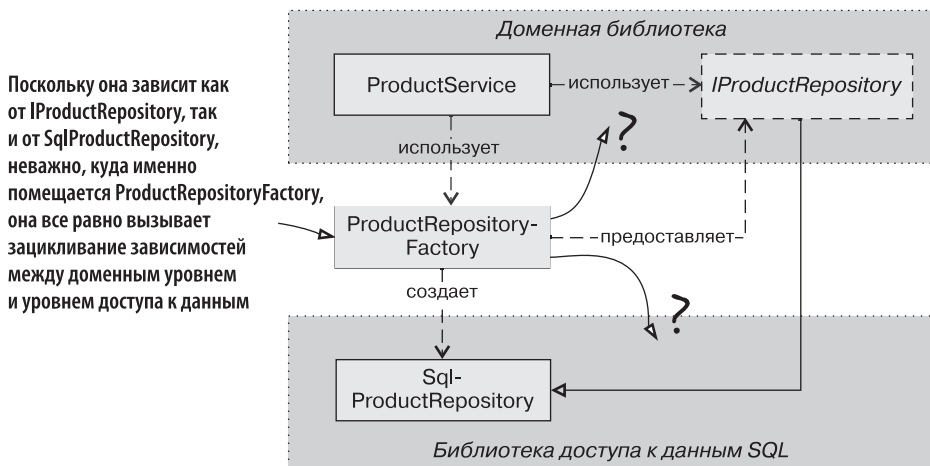 Доменная библиотека
Поскольку она зависит как
от IProductRepository, так
и от SqlProductRepository,
неважно, куда именно
помещается ProductRepositoryFactory,
она все равно вызывает
зацикливание зависимостей
между доменным уровнем
и уровнем доступа к данным
ProductService
использует
IProductRepository
?
использует
ProductRepository-
Factory
предоставляет
создает
?
Sql-
ProductRepository
Библиотека доступа к данным SQL